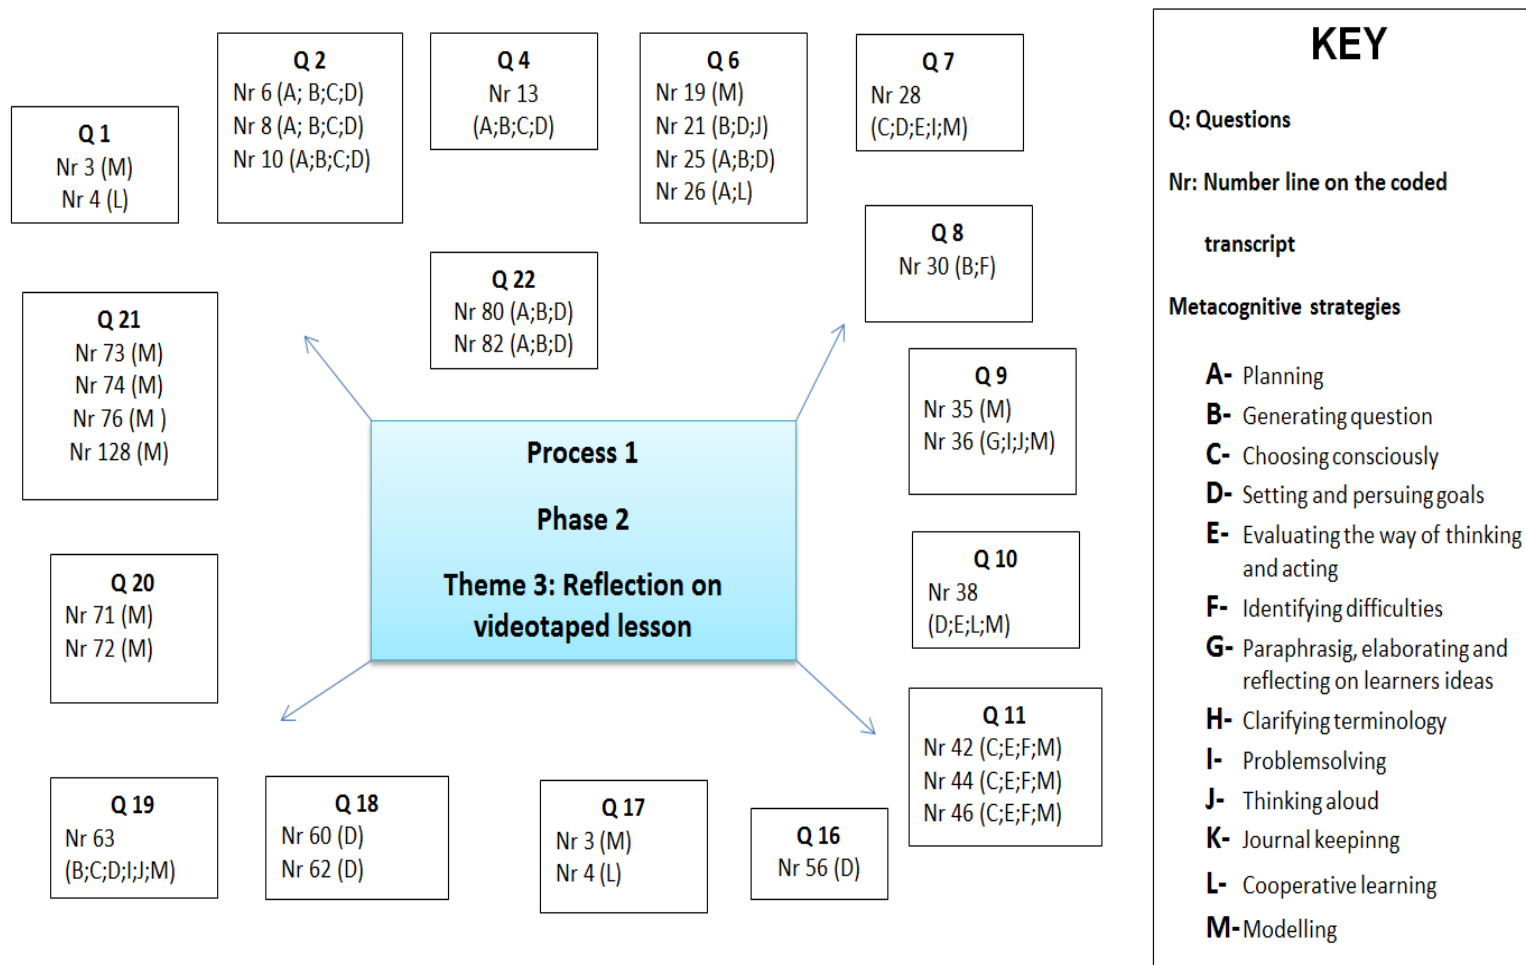 Q 1
Nr 3 (M)
Nr 4 (L)
Q 2
Nr 6 (A; B;C;D)
Nr 8 (A; B;C;D)
Nr 10 (A;B;C;D)
Q 4
Nr 13
(A;B;C;D)
Q 6
Nr 19 (M)
Nr 21 (B;D;J)
Nr 25 (A;B;D)
Nr 26 (A;L)
Q 7
Nr 28
(C;D;E;I;M)
Q 8
Nr 30 (B;F)
Q 22
Nr 80 (A;B;D)
Nr 82 (A;B;D)
Q 21
Nr 73 (M)
Nr 74 (M)
Nr 76 (M )
Nr 128 (M)
Q 9
Nr 35 (M)
Nr 36 (G;I;J;M)
Process 1
Phase 2
Theme 3: Reflection on
videotaped lesson
Q 20
Nr 71 (M)
Nr 72 (M)
Q 10
Nr 38
(D;E;L;M)
Q 11
Nr 42 (C;E;F;M)
Nr 44 (C;E;F;M)
Nr 46 (C;E;F;M)
Q 19
Nr 63
(B;C;D;I;J;M)
Q 18
Nr 60 (D)
Nr 62 (D)
Q 17
Nr 3 (M)
Nr 4 (L)
Q 16
Nr 56 (D)
KEY
Q: Questions
Nr: Number line on the coded
transcript
Metacognitive strategies
A- Planning
B- Generating question
C- Choosing consciously
D- Setting and persuing goals
E- Evaluating the way of thinking
and acting
F- Identifying difficulties
G- Paraphrasig, elaborating and
reflecting on learners ideas
H- Clarifying terminology
I- Problemsolving
J- Thinking aloud
K- Journal keepinng
L- Cooperative learning
M- Modelling